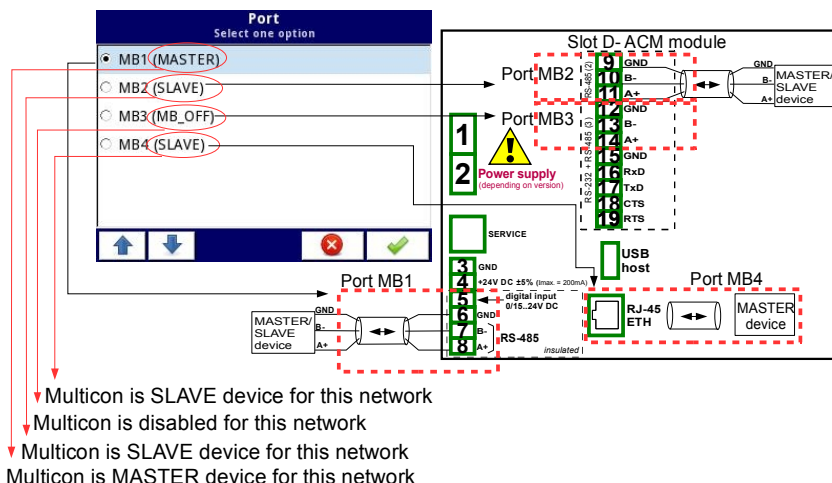 Port
Select one option
MB1 (MASTER)
MB2 (SLAVE)
MB3 (MB_OFF)
MB4 (SLAVE)
Slot D- ACM module
Port MB2
RS-485 (2)
9 GND
10 B-
11 A+
GND
B-
A+
MASTER/
SLAVE
device
Port MB3
RS-232 + RS-485 (3)
12 GND
13 B-
14 A+
15 GND
16 RxD
17 TxD
18 CTS
19 RTS
1
2
Power supply
(depending on version)
SERVICE
USB
host
3 GND
4 +24V DC ±5% (Imax. = 200mA)
5 digital input
0/15..24V DC
6 GND
7 B-
8 A+
RS-485
insulated
Port MB1
MASTER/
SLAVE
device
GND
B-
A+
Port MB4
RJ-45
ETH
MASTER
device
Multicon is SLAVE device for this network
Multicon is disabled for this network
Multicon is SLAVE device for this network
Multicon is MASTER device for this network